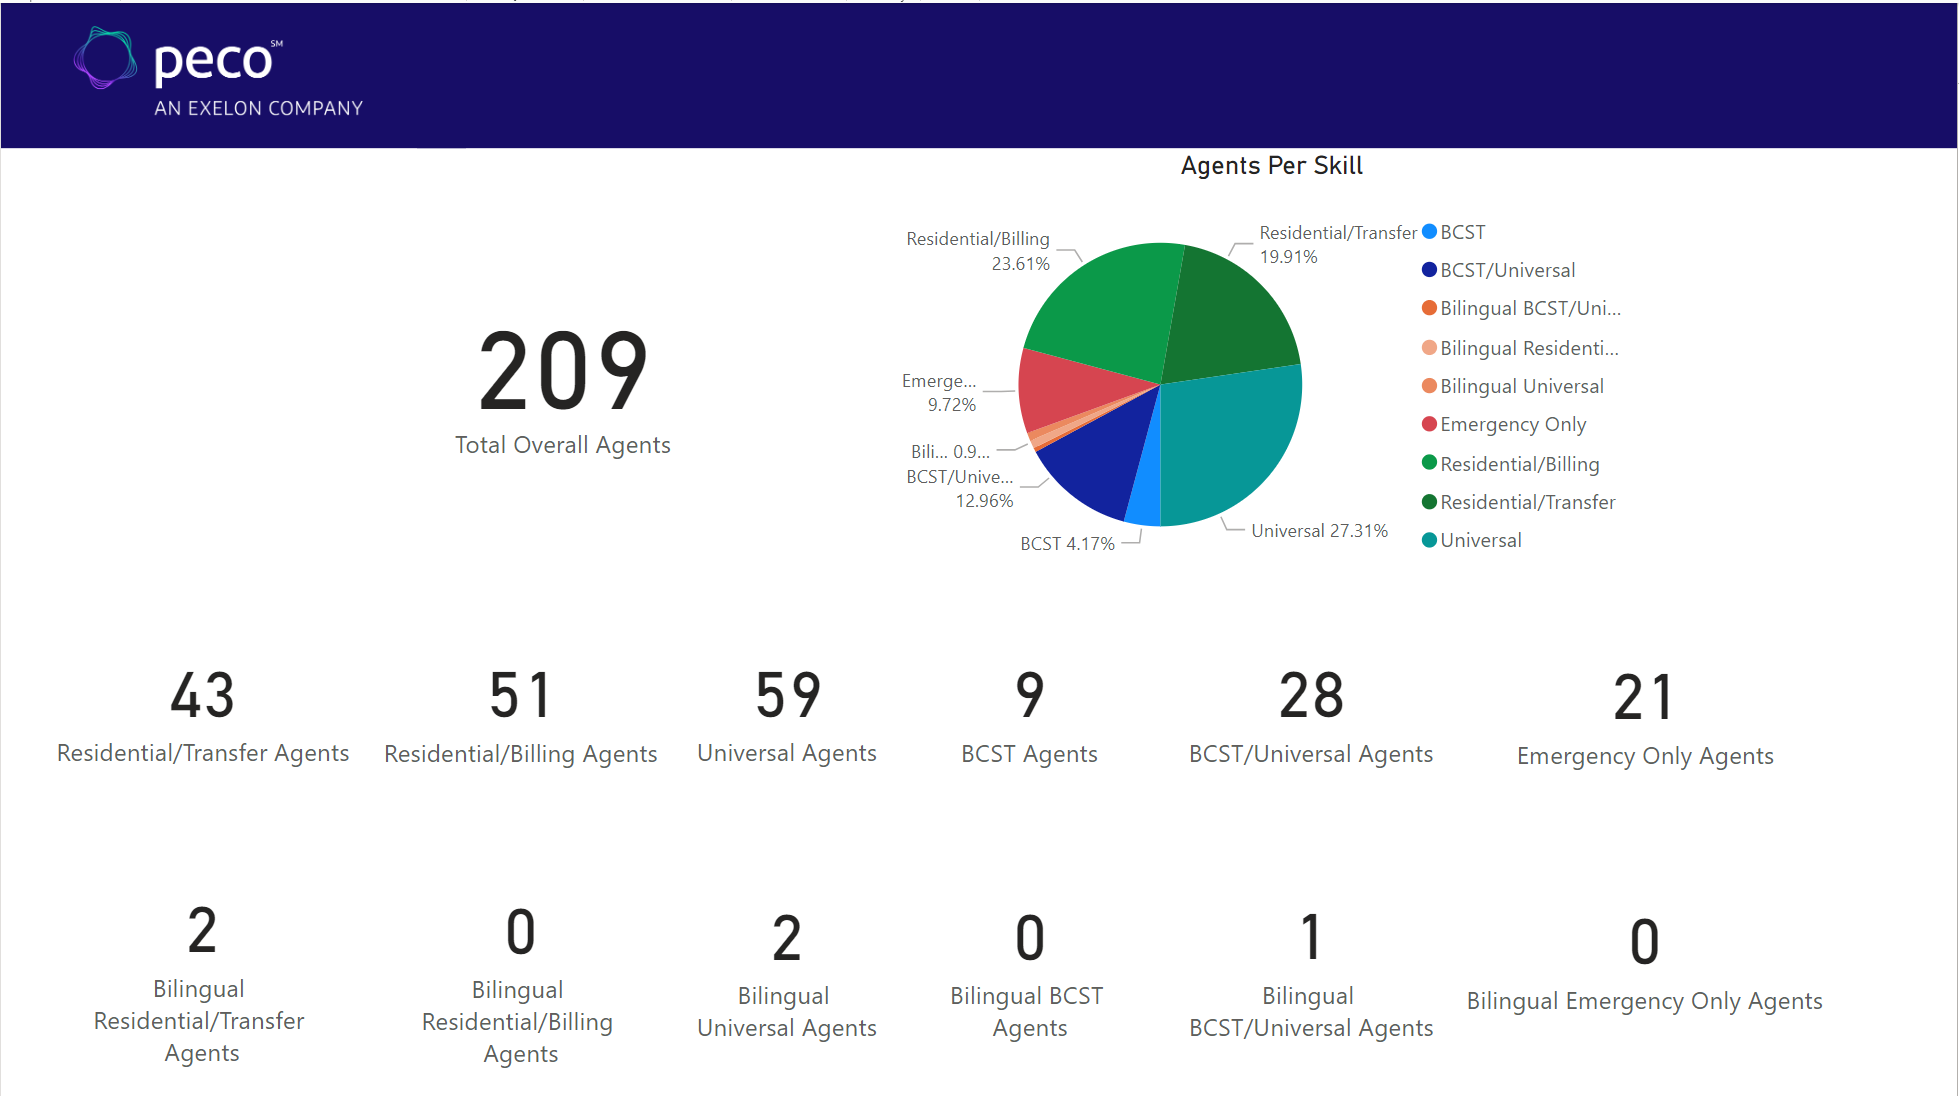 peco℠
AN EXELON COMPANY
Agents Per Skill
Residential/Billing
23.61%
Residential/Transfer
19.91%
Emerge...
9.72%
Bili... 0.9...
BCST/Unive...
12.96%
BCST 4.17%
Universal 27.31%
BCST
BCST/Universal
Bilingual BCST/Uni...
Bilingual Residenti...
Bilingual Universal
Emergency Only
Residential/Billing
Residential/Transfer
Universal
209
Total Overall Agents
43
Residential/Transfer Agents
51
Residential/Billing Agents
59
Universal Agents
9
BCST Agents
28
BCST/Universal Agents
21
Emergency Only Agents
2
Bilingual
Residential/Transfer
Agents
0
Bilingual
Residential/Billing
Agents
2
Bilingual
Universal Agents
0
Bilingual BCST
Agents
1
Bilingual
BCST/Universal Agents
0
Bilingual Emergency Only Agents